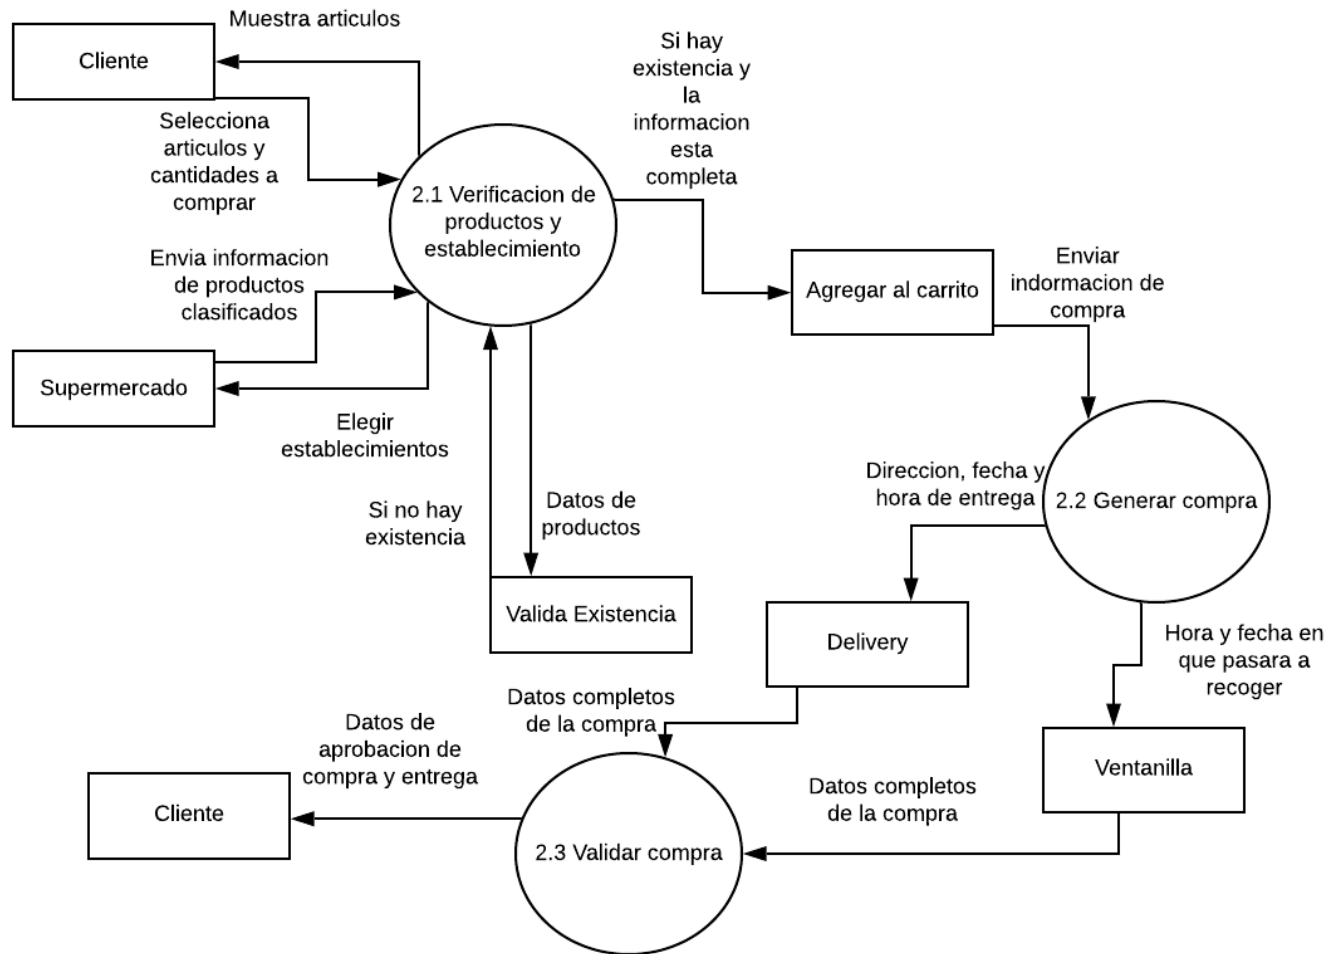 Muestra articulos
Cliente
Selecciona
articulos y
cantidades a
comprar
Si hay
existencia y
la
informacion
esta
completa
2.1 Verificacion de
productos y
establecimiento
Envia informacion
de productos
clasificados
Supermercado
Elegir
establecimientos
Agregar al carrito
Enviar
indormacion de
compra
Si no hay
existencia
Datos de
productos
Valida Existencia
Direccion, fecha y
hora de entrega
2.2 Generar compra
Delivery
Hora y fecha en
que pasara a
recoger
Ventanilla
Datos completos
de la compra
Datos completos
de la compra
2.3 Validar compra
Datos de
aprobacion de
compra y entrega
Cliente